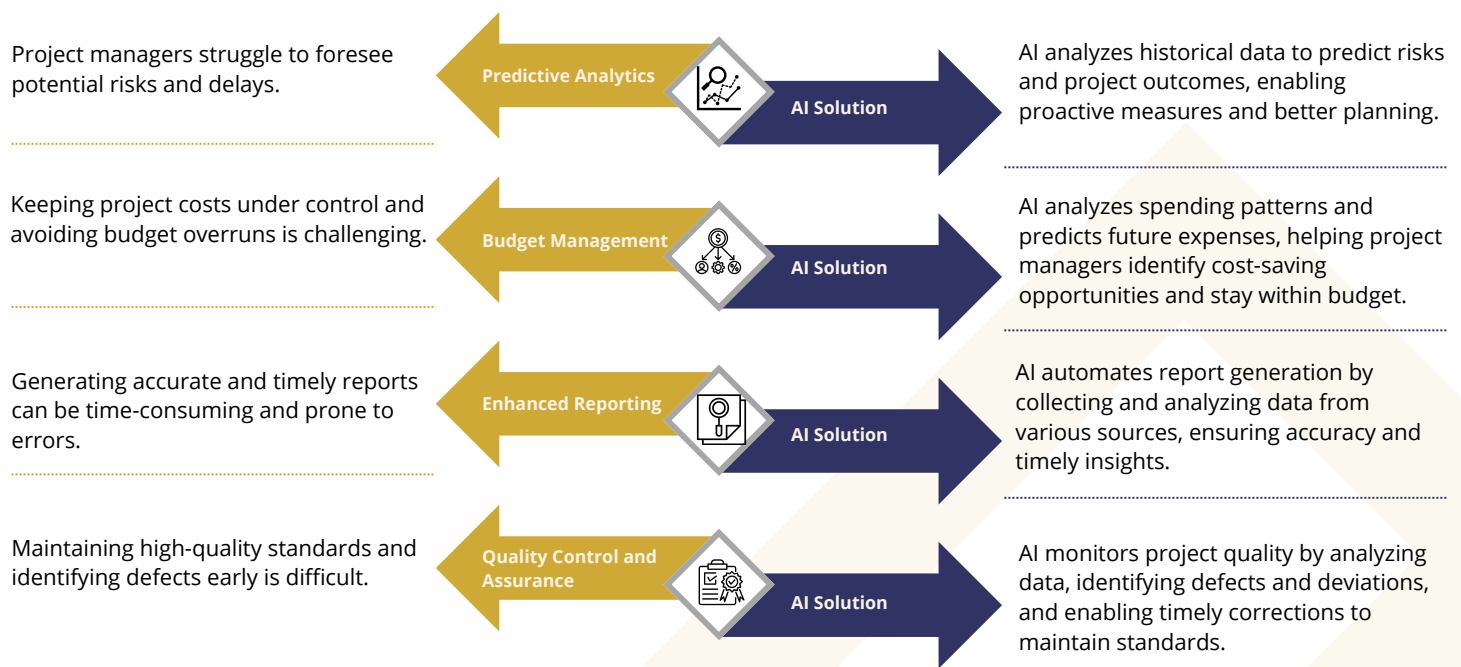 Project managers struggle to foresee
potential risks and delays.
Predictive Analytics
AI Solution
AI analyzes historical data to predict risks
and project outcomes, enabling
proactive measures and better planning.
Keeping project costs under control and
avoiding budget overruns is challenging.
Budget Management
$
%
AI Solution
AI analyzes spending patterns and
predicts future expenses, helping project
managers identify cost-saving
opportunities and stay within budget.
Generating accurate and timely reports
can be time-consuming and prone to
errors.
Enhanced Reporting
AI Solution
AI automates report generation by
collecting and analyzing data from
various sources, ensuring accuracy and
timely insights.
Maintaining high-quality standards and
identifying defects early is difficult.
Quality Control and
Assurance
AI Solution
AI monitors project quality by analyzing
data, identifying defects and deviations,
and enabling timely corrections to
maintain standards.